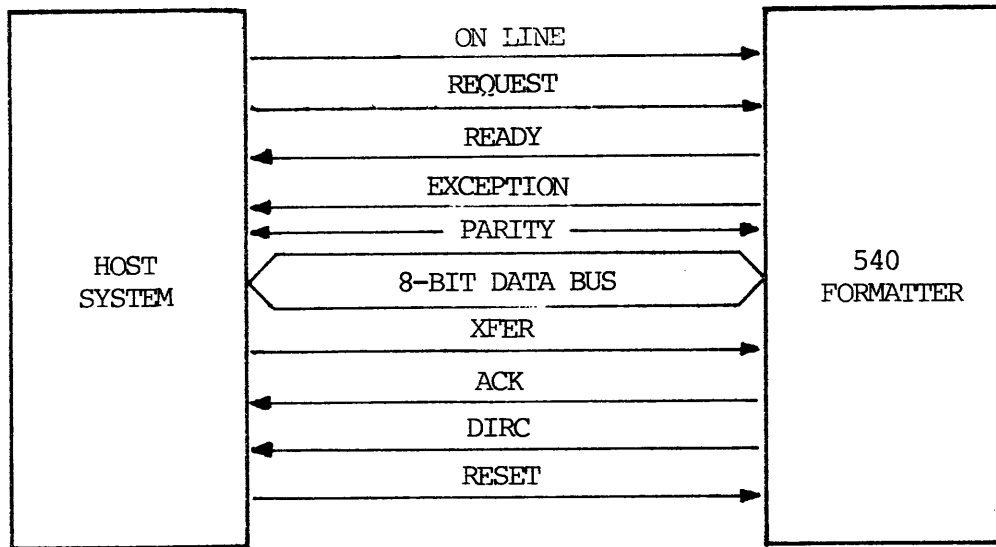 ON LINE
REQUEST
READY
EXCEPTION
PARITY
HOST
SYSTEM
8-BIT DATA BUS
540
FORMATTER
XFER
ACK
DIRC
RESET